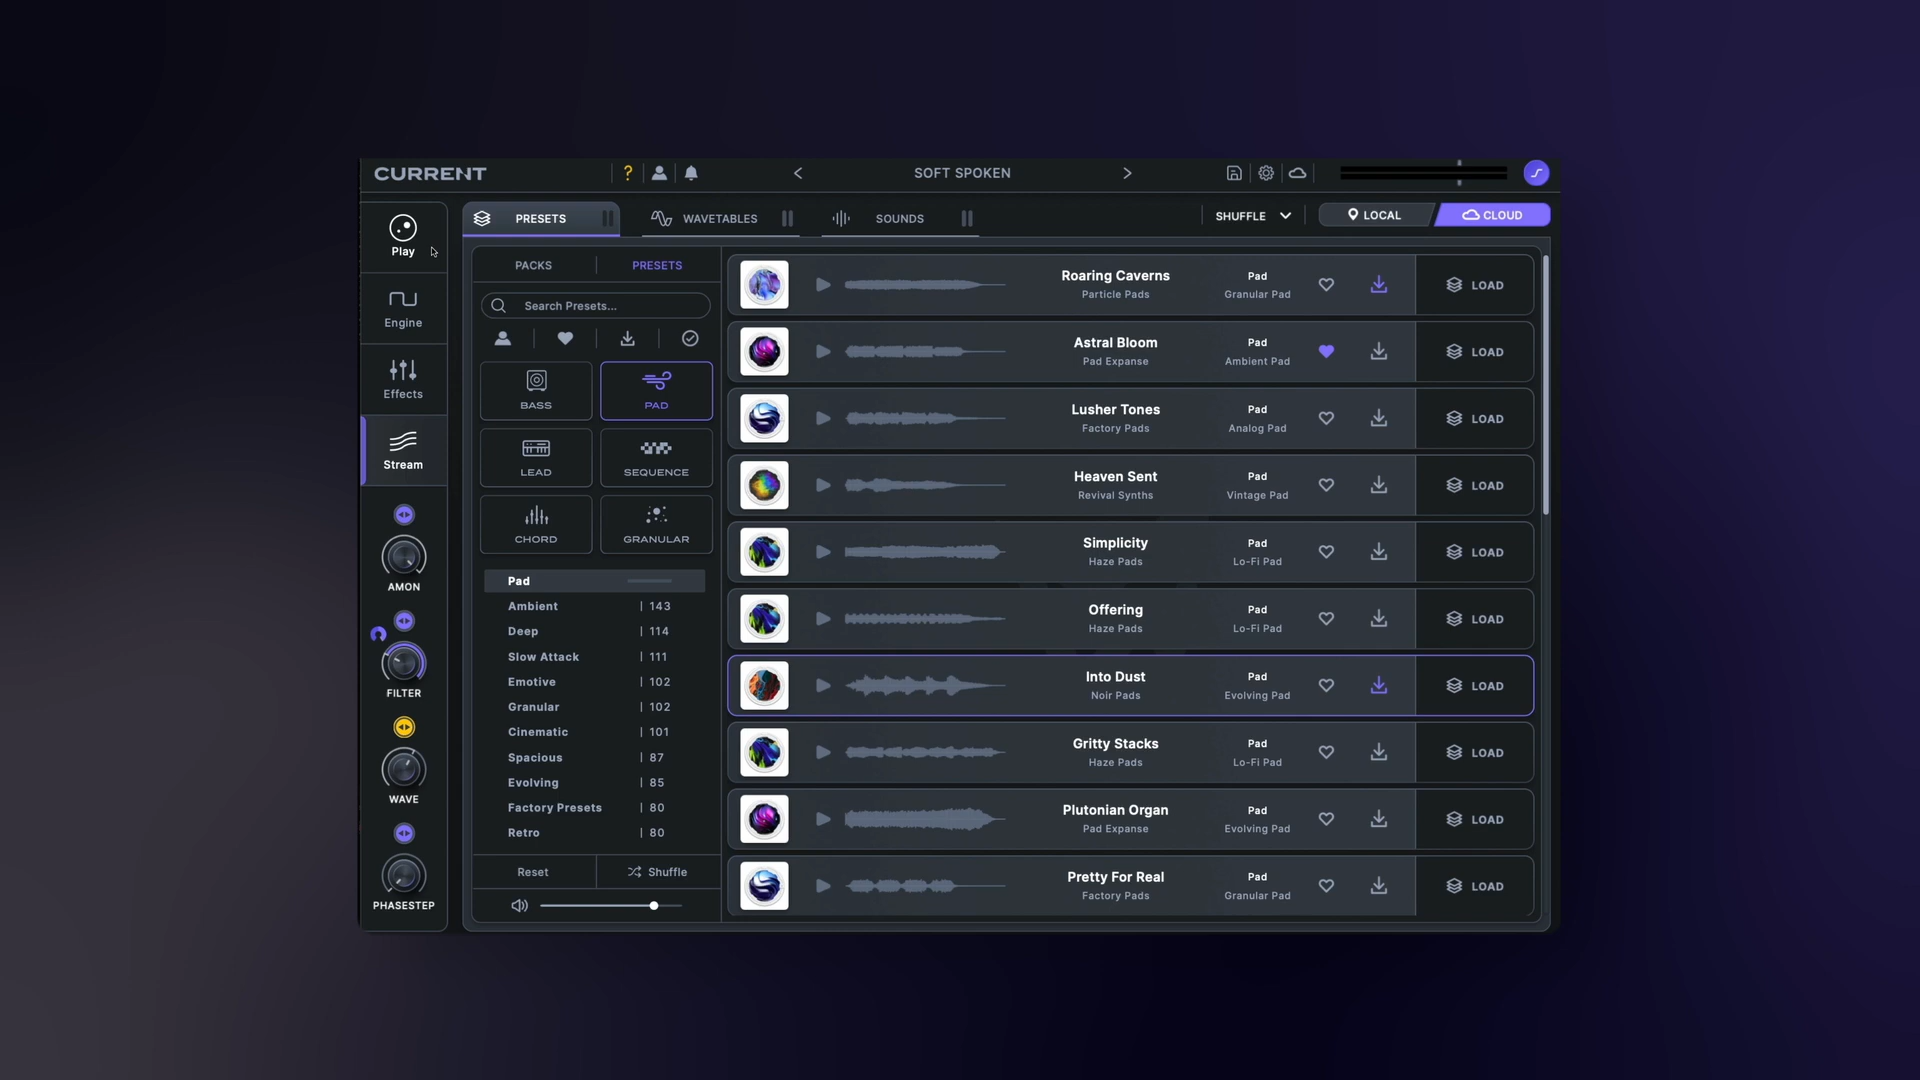 CURRENT
?
SOFT SPOKEN
PRESETS
WAVETABLES
SOUNDS
SHUFFLE
LOCAL
CLOUD
Play
Engine
Effects
Stream
AMON
FILTER
WAVE
PHASESTEP
PACKS
PRESETS
Search Presets...
BASS
PAD
LEAD
SEQUENCE
CHORD
GRANULAR
Pad
Ambient | 143
Deep | 114
Slow Attack | 111
Emotive | 102
Granular | 102
Cinematic | 101
Spacious | 87
Evolving | 85
Factory Presets | 80
Retro | 80
Reset
Shuffle
Roaring Caverns
Particle Pads
Pad
Granular Pad
LOAD
Astral Bloom
Pad Expanse
Pad
Ambient Pad
LOAD
Lusher Tones
Factory Pads
Pad
Analog Pad
LOAD
Heaven Sent
Revival Synths
Pad
Vintage Pad
LOAD
Simplicity
Haze Pads
Pad
Lo-Fi Pad
LOAD
Offering
Haze Pads
Pad
Lo-Fi Pad
LOAD
Into Dust
Noir Pads
Pad
Evolving Pad
LOAD
Gritty Stacks
Haze Pads
Pad
Lo-Fi Pad
LOAD
Plutonian Organ
Pad Expanse
Pad
Evolving Pad
LOAD
Pretty For Real
Factory Pads
Pad
Granular Pad
LOAD